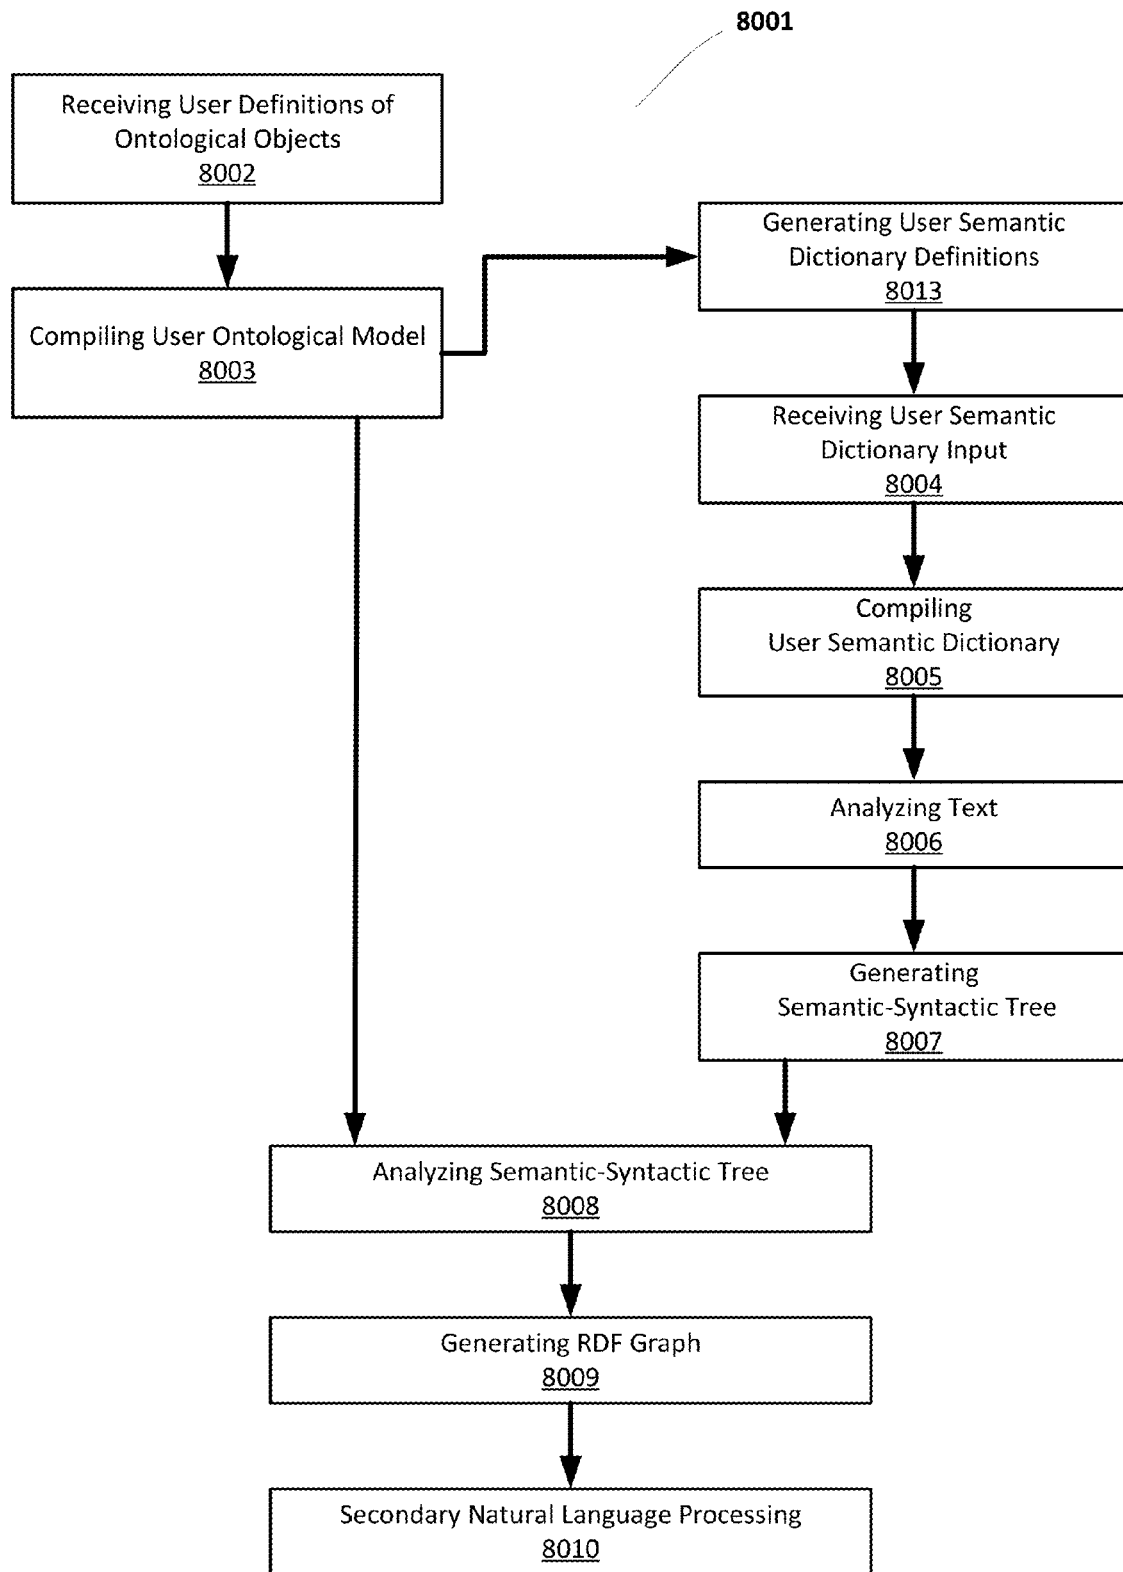 8001
Receiving User Definitions of
Ontological Objects
8002
Compiling User Ontological Model
8003
Generating User Semantic
Dictionary Definitions
8013
Receiving User Semantic
Dictionary Input
8004
Compiling
User Semantic Dictionary
8005
Analyzing Text
8006
Generating
Semantic-Syntactic Tree
8007
Analyzing Semantic-Syntactic Tree
8008
Generating RDF Graph
8009
Secondary Natural Language Processing
8010